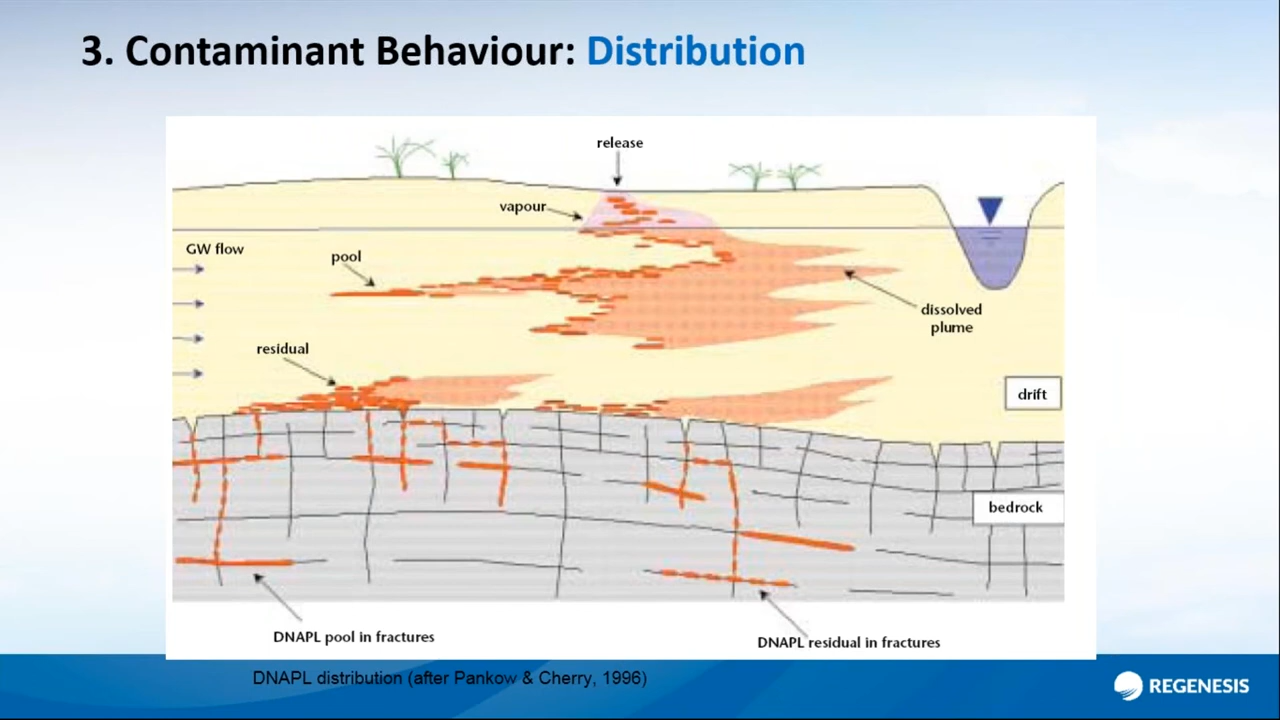 3. Contaminant Behaviour: Distribution
release
vapour
GW flow
pool
dissolved
plume
residual
drift
bedrock
DNAPL pool in fractures
DNAPL residual in fractures
DNAPL distribution (after Pankow & Cherry, 1996)
REGENESIS